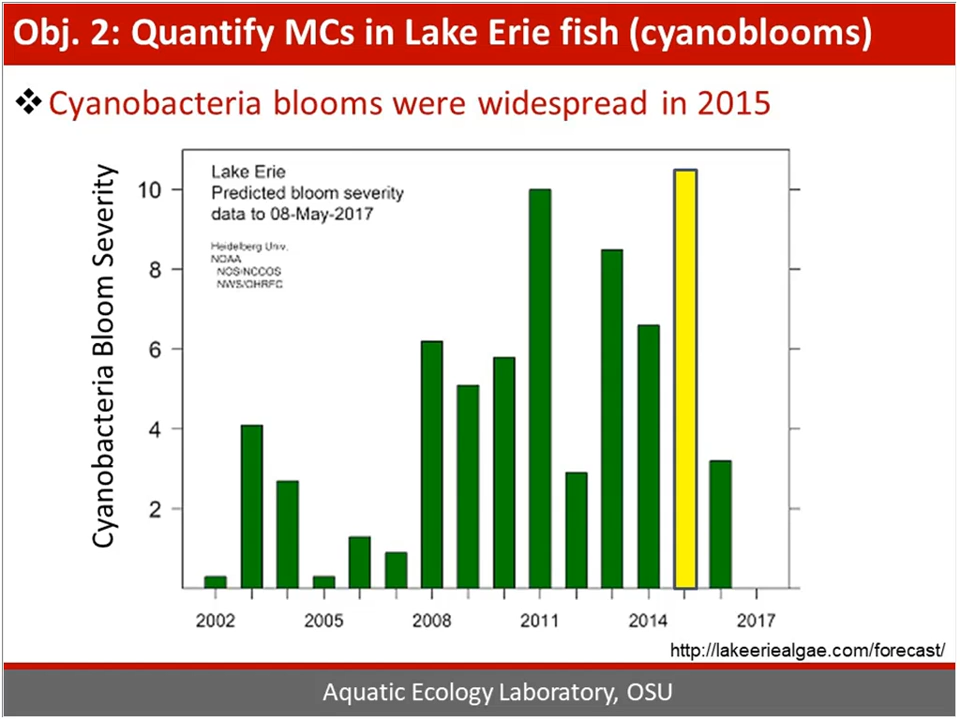 Obj. 2: Quantify MCs in Lake Erie fish (cyanoblooms)
❖ Cyanobacteria blooms were widespread in 2015
Cyanobacteria Bloom Severity
Lake Erie
Predicted bloom severity
data to 08-May-2017
Heidelberg Univ.
NOAA
NOS/NCCOS
NWS/OHRFC
10
8
6
4
2
2002 2005 2008 2011 2014 2017
http://lakeeriealgae.com/forecast/
Aquatic Ecology Laboratory, OSU